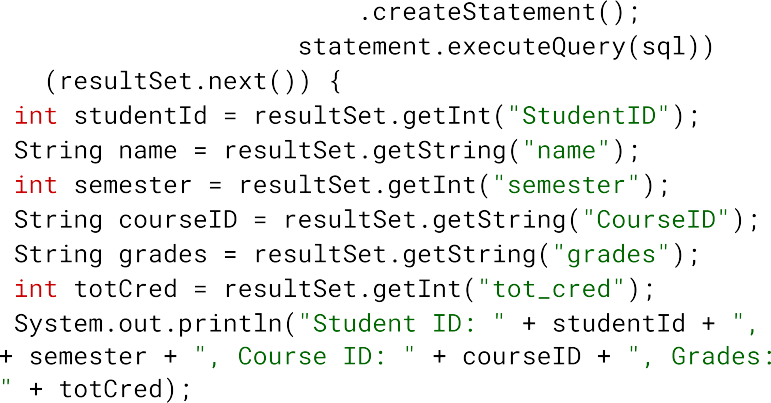 .createStatement();
statement.executeQuery(sql))
(resultSet.next()) {
int studentId = resultSet.getInt("StudentID");
String name = resultSet.getString("name");
int semester = resultSet.getInt("semester");
String courseID = resultSet.getString("CourseID");
String grades = resultSet.getString("grades");
int totCred = resultSet.getInt("tot_cred");
System.out.println("Student ID: " + studentId + ",
+ semester + ", Course ID: " + courseID + ", Grades:
" + totCred);